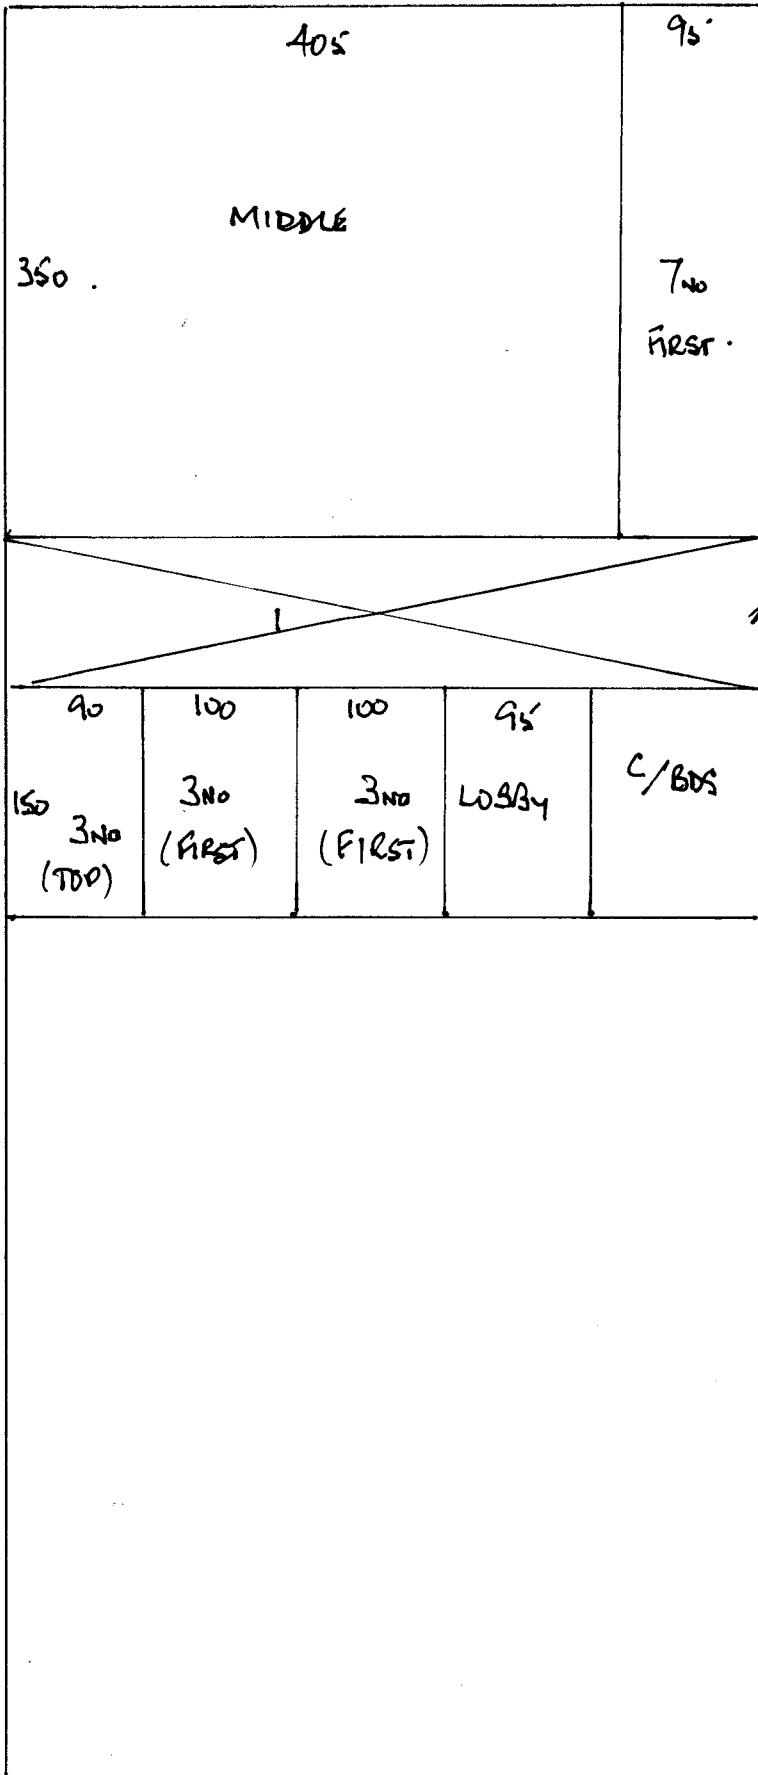 405
95
MIDDLE
350 .
7NO
FIRST .
1
90
100
100
95
C/BDS
150
3NO
(TOP)
3NO
(FIRST)
3NO
(FIRST)
LOBBY